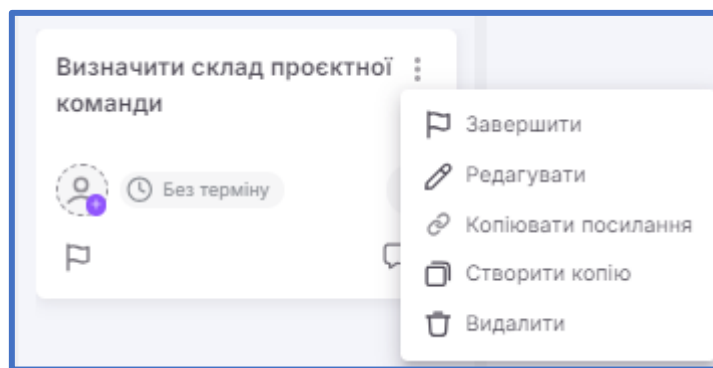 Визначити склад проєктної
команди
Без терміну
Завершити
Редагувати
Копіювати посилання
Створити копію
Видалити